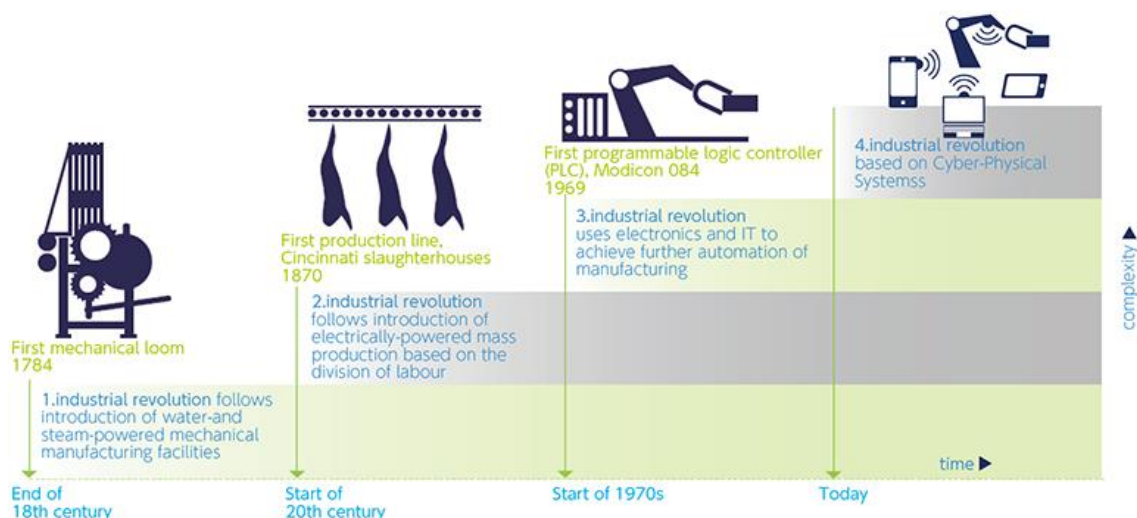 First mechanical loom
1784
1.industrial revolution follows
introduction of water-and
steam-powered mechanical
manufacturing facilities
End of
18th century
First production line,
Cincinnati slaughterhouses
1870
2.industrial revolution
follows introduction of
electrically-powered mass
production based on the
division of labour
Start of
20th century
First programmable logic controller
(PLC), Modicon 084
1969
3.industrial revolution
uses electronics and IT to
achieve further automation of
manufacturing
Start of 1970s
4.industrial revolution
based on Cyber-Physical
Systemss
Today
time
complexity